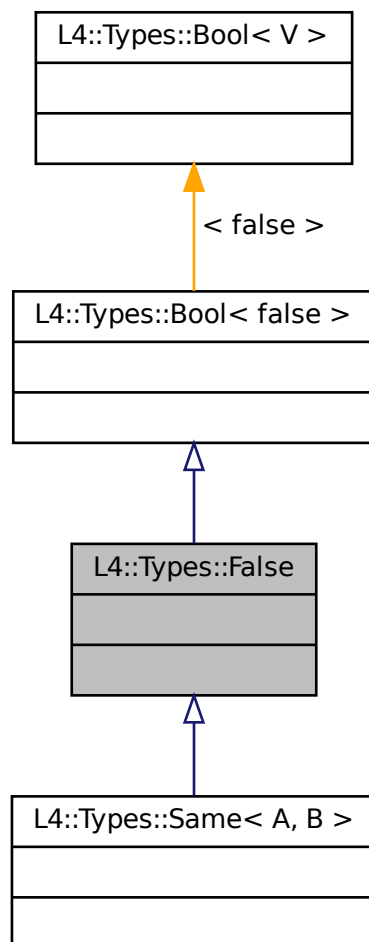 L4::Types::Bool< V >
< false >
L4::Types::Bool< false >
L4::Types::False
L4::Types::Same< A, B >